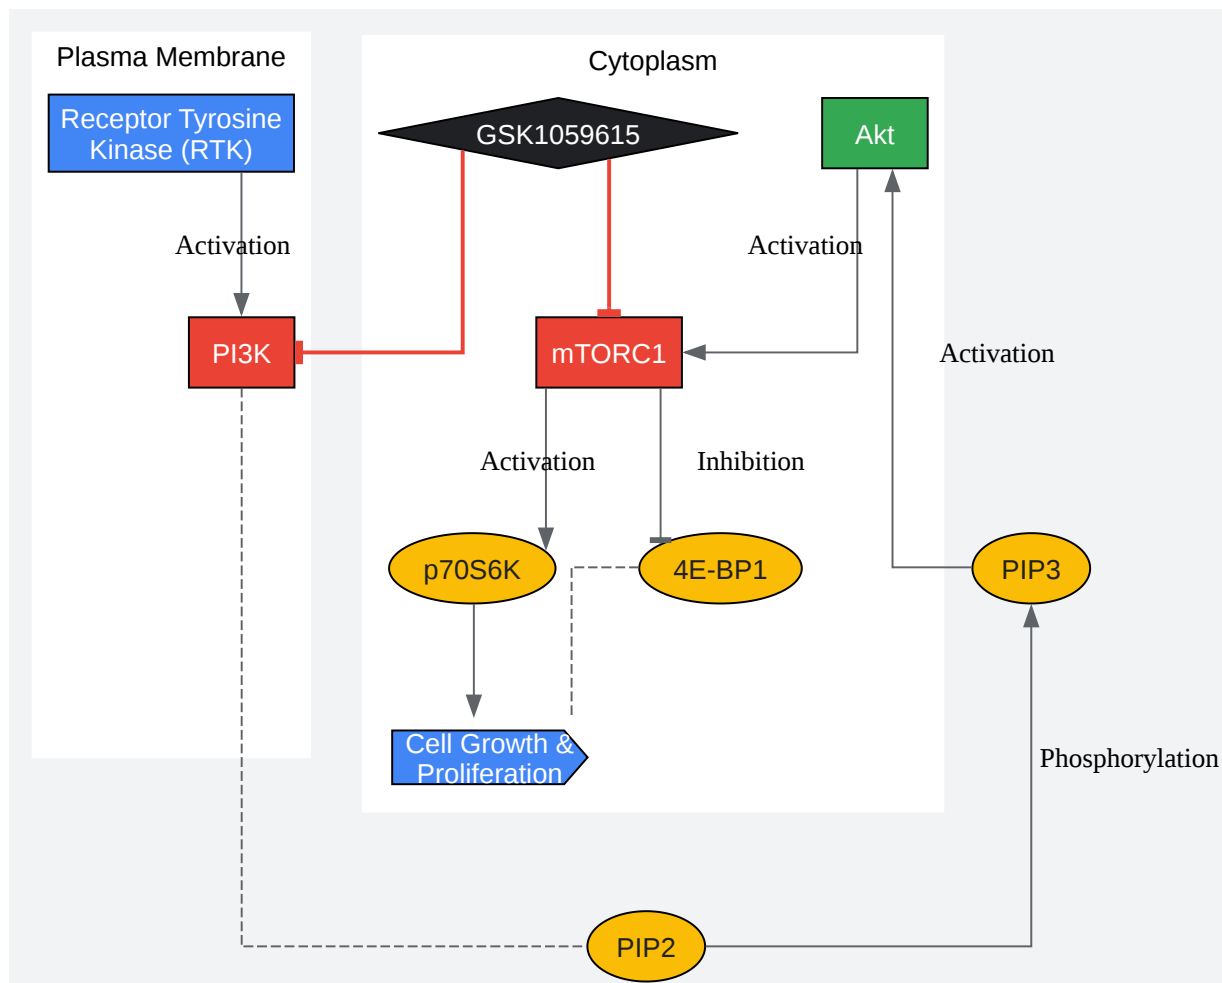 Plasma Membrane
Cytoplasm
Receptor Tyrosine
Kinase (RTK)
GSK1059615
Akt
Activation
Activation
PI3K
mTORC1
Activation
Activation
Inhibition
p70S6K
4E-BP1
PIP3
Cell Growth &
Proliferation
Phosphorylation
PIP2